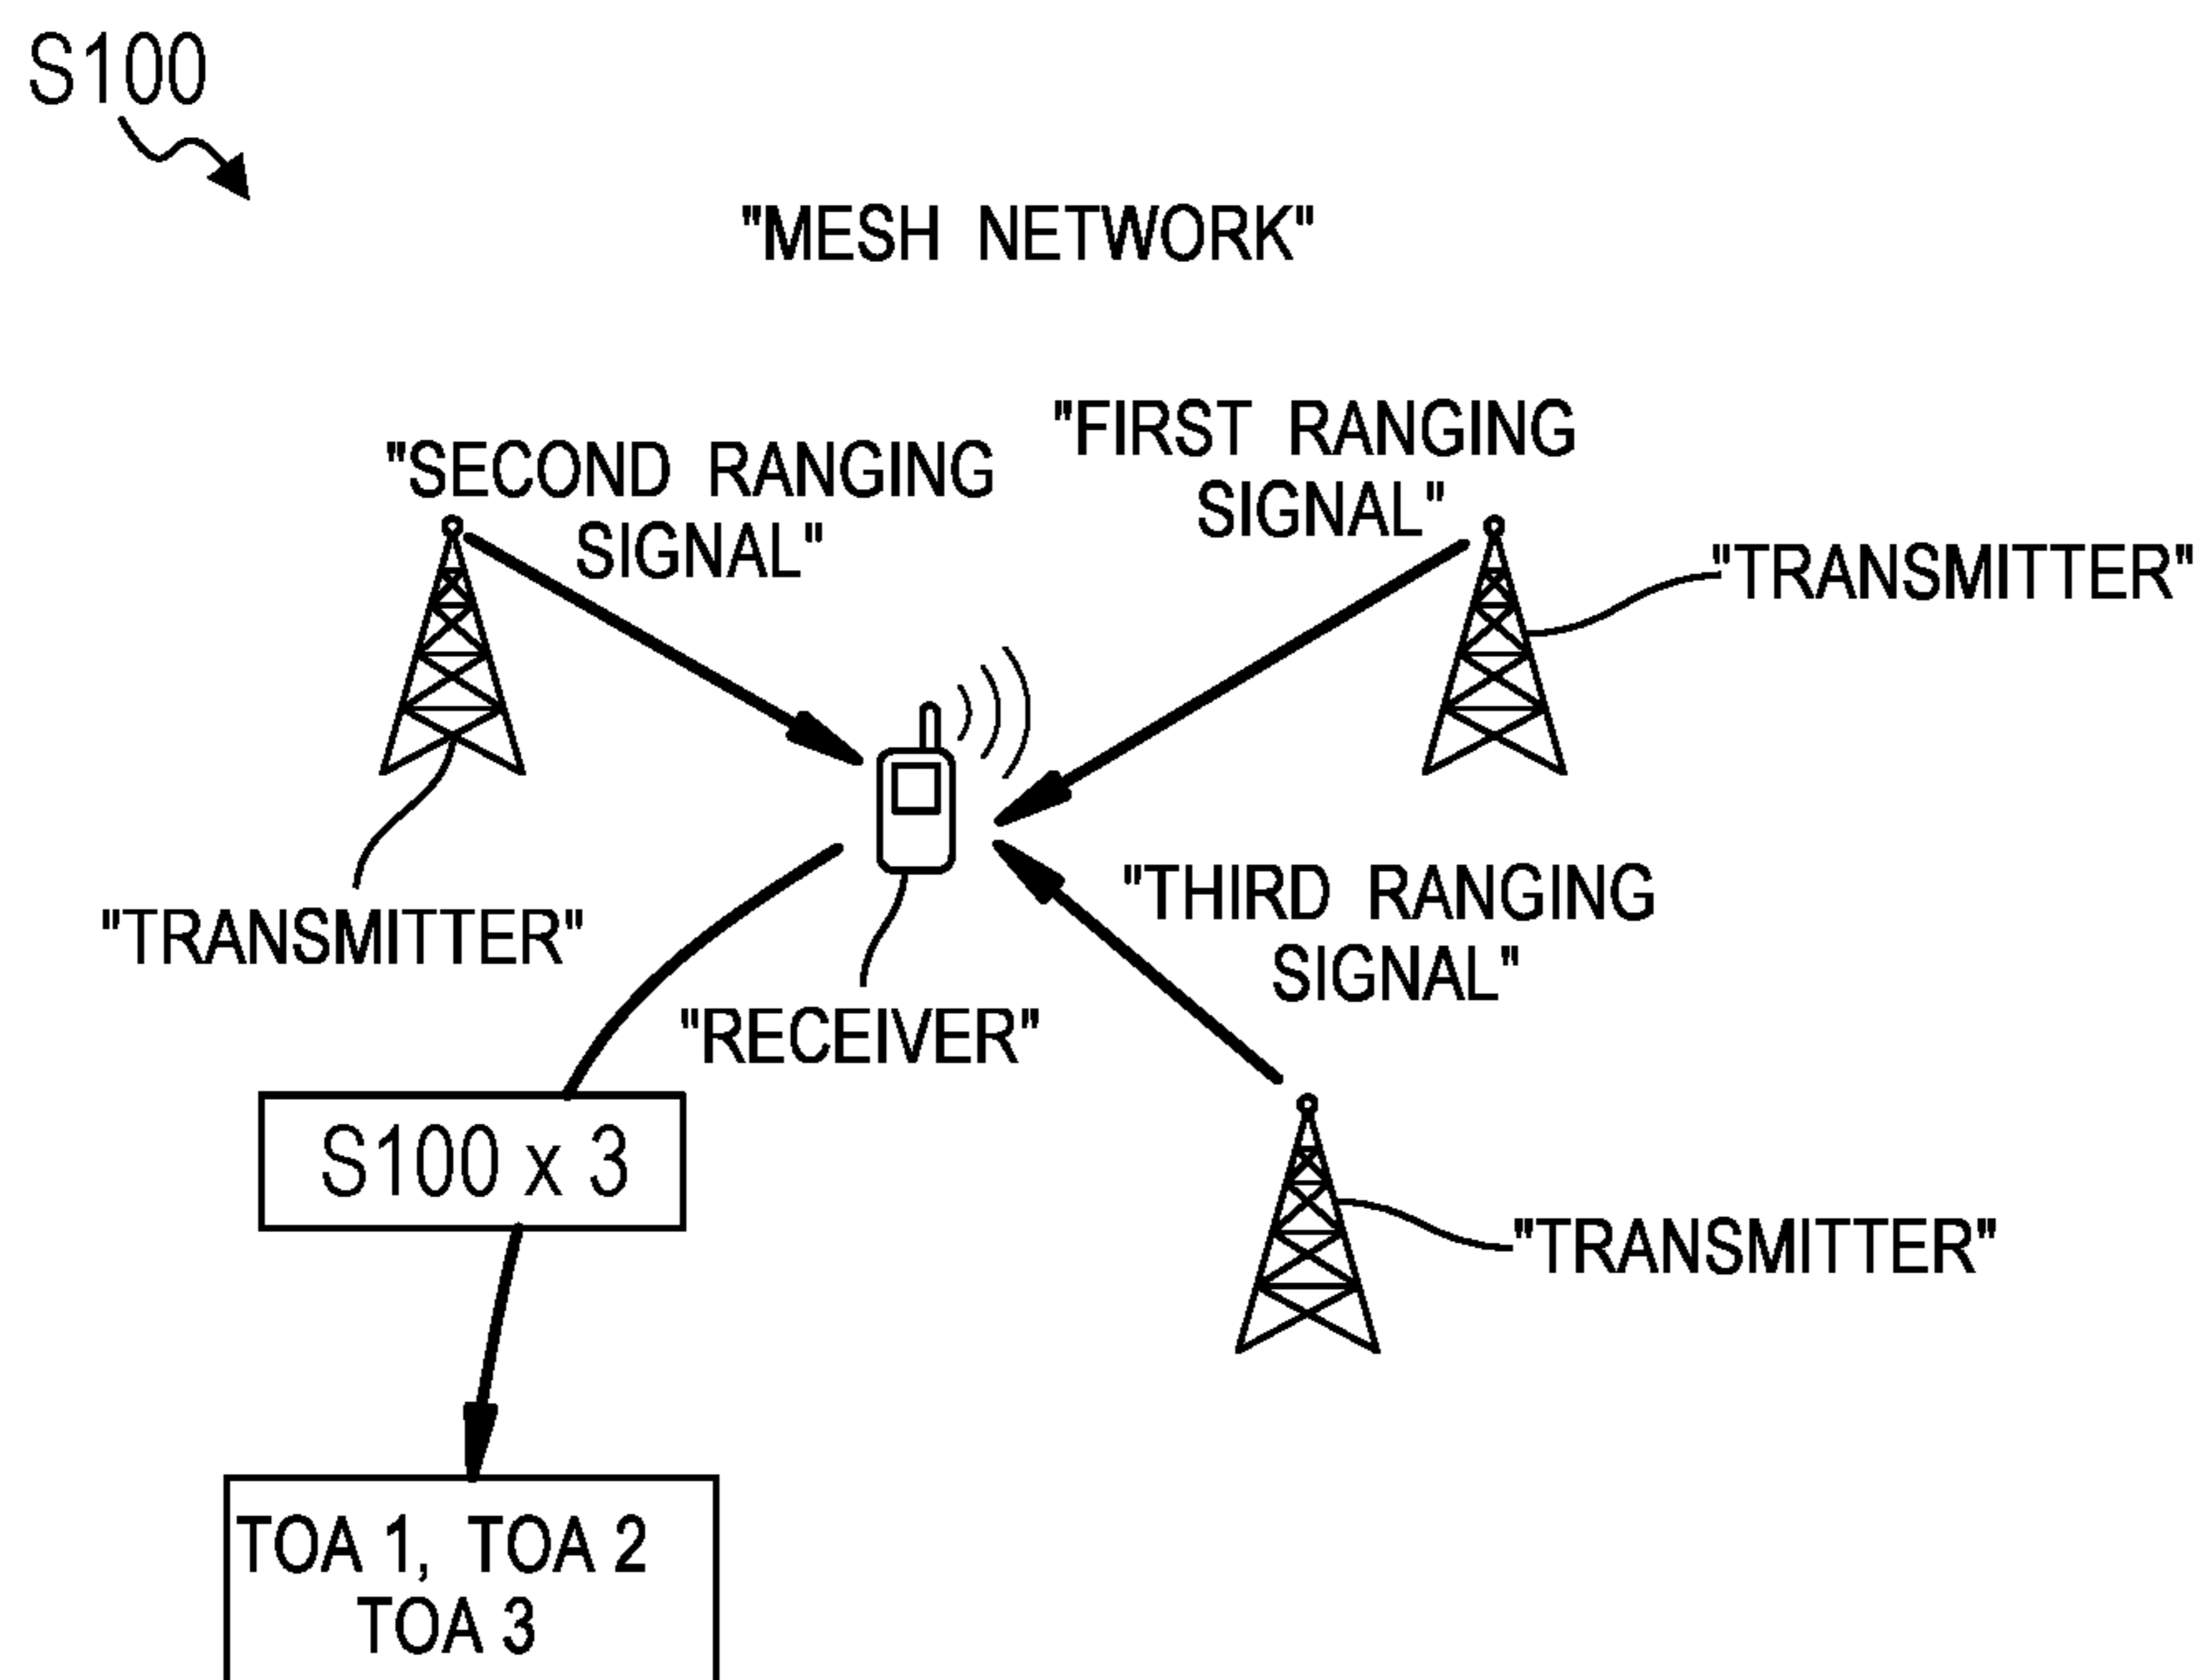 S100
"MESH NETWORK"
"SECOND RANGING
SIGNAL"
"FIRST RANGING
SIGNAL"
"TRANSMITTER"
"TRANSMITTER"
"THIRD RANGING
SIGNAL"
"RECEIVER"
S100 x 3
"TRANSMITTER"
TOA 1, TOA 2
TOA 3